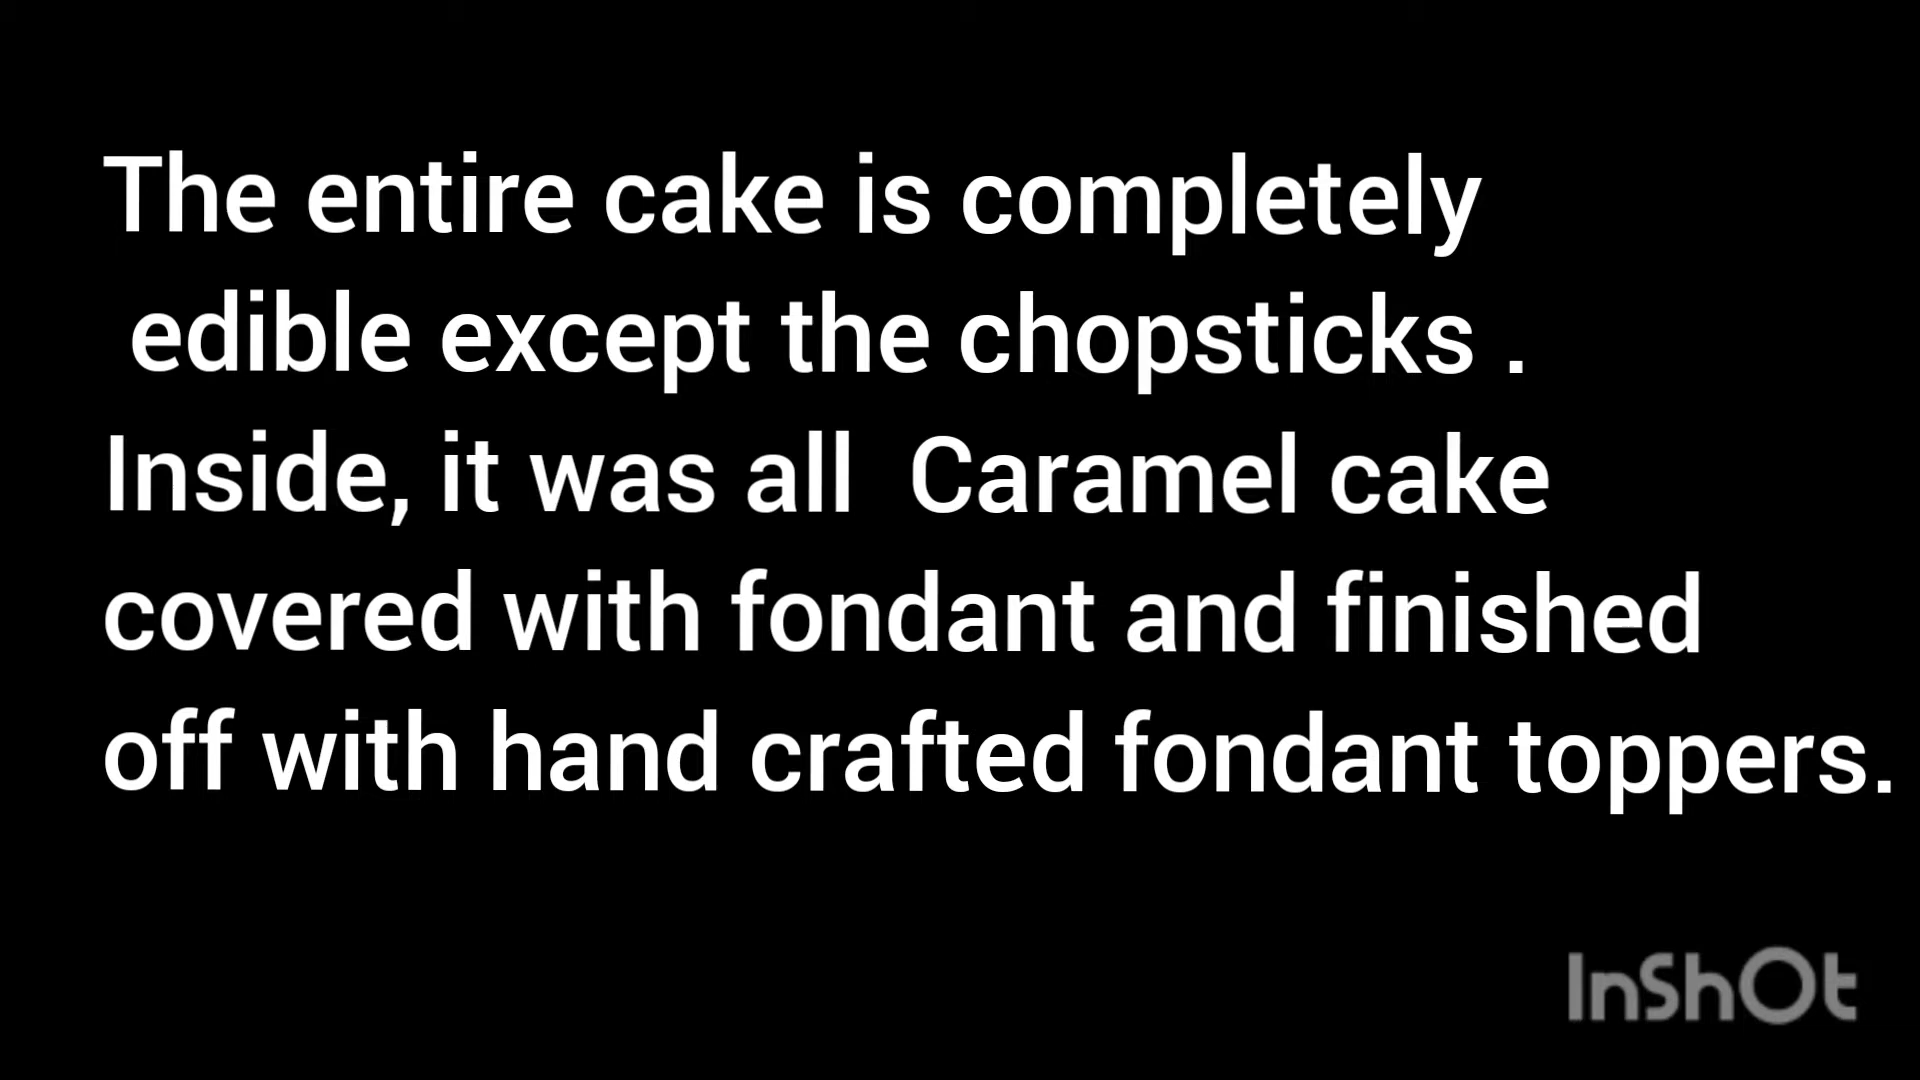 The entire cake is completely
edible except the chopsticks .
Inside, it was all  Caramel cake
covered with fondant and finished
off with hand crafted fondant toppers.
InShOt